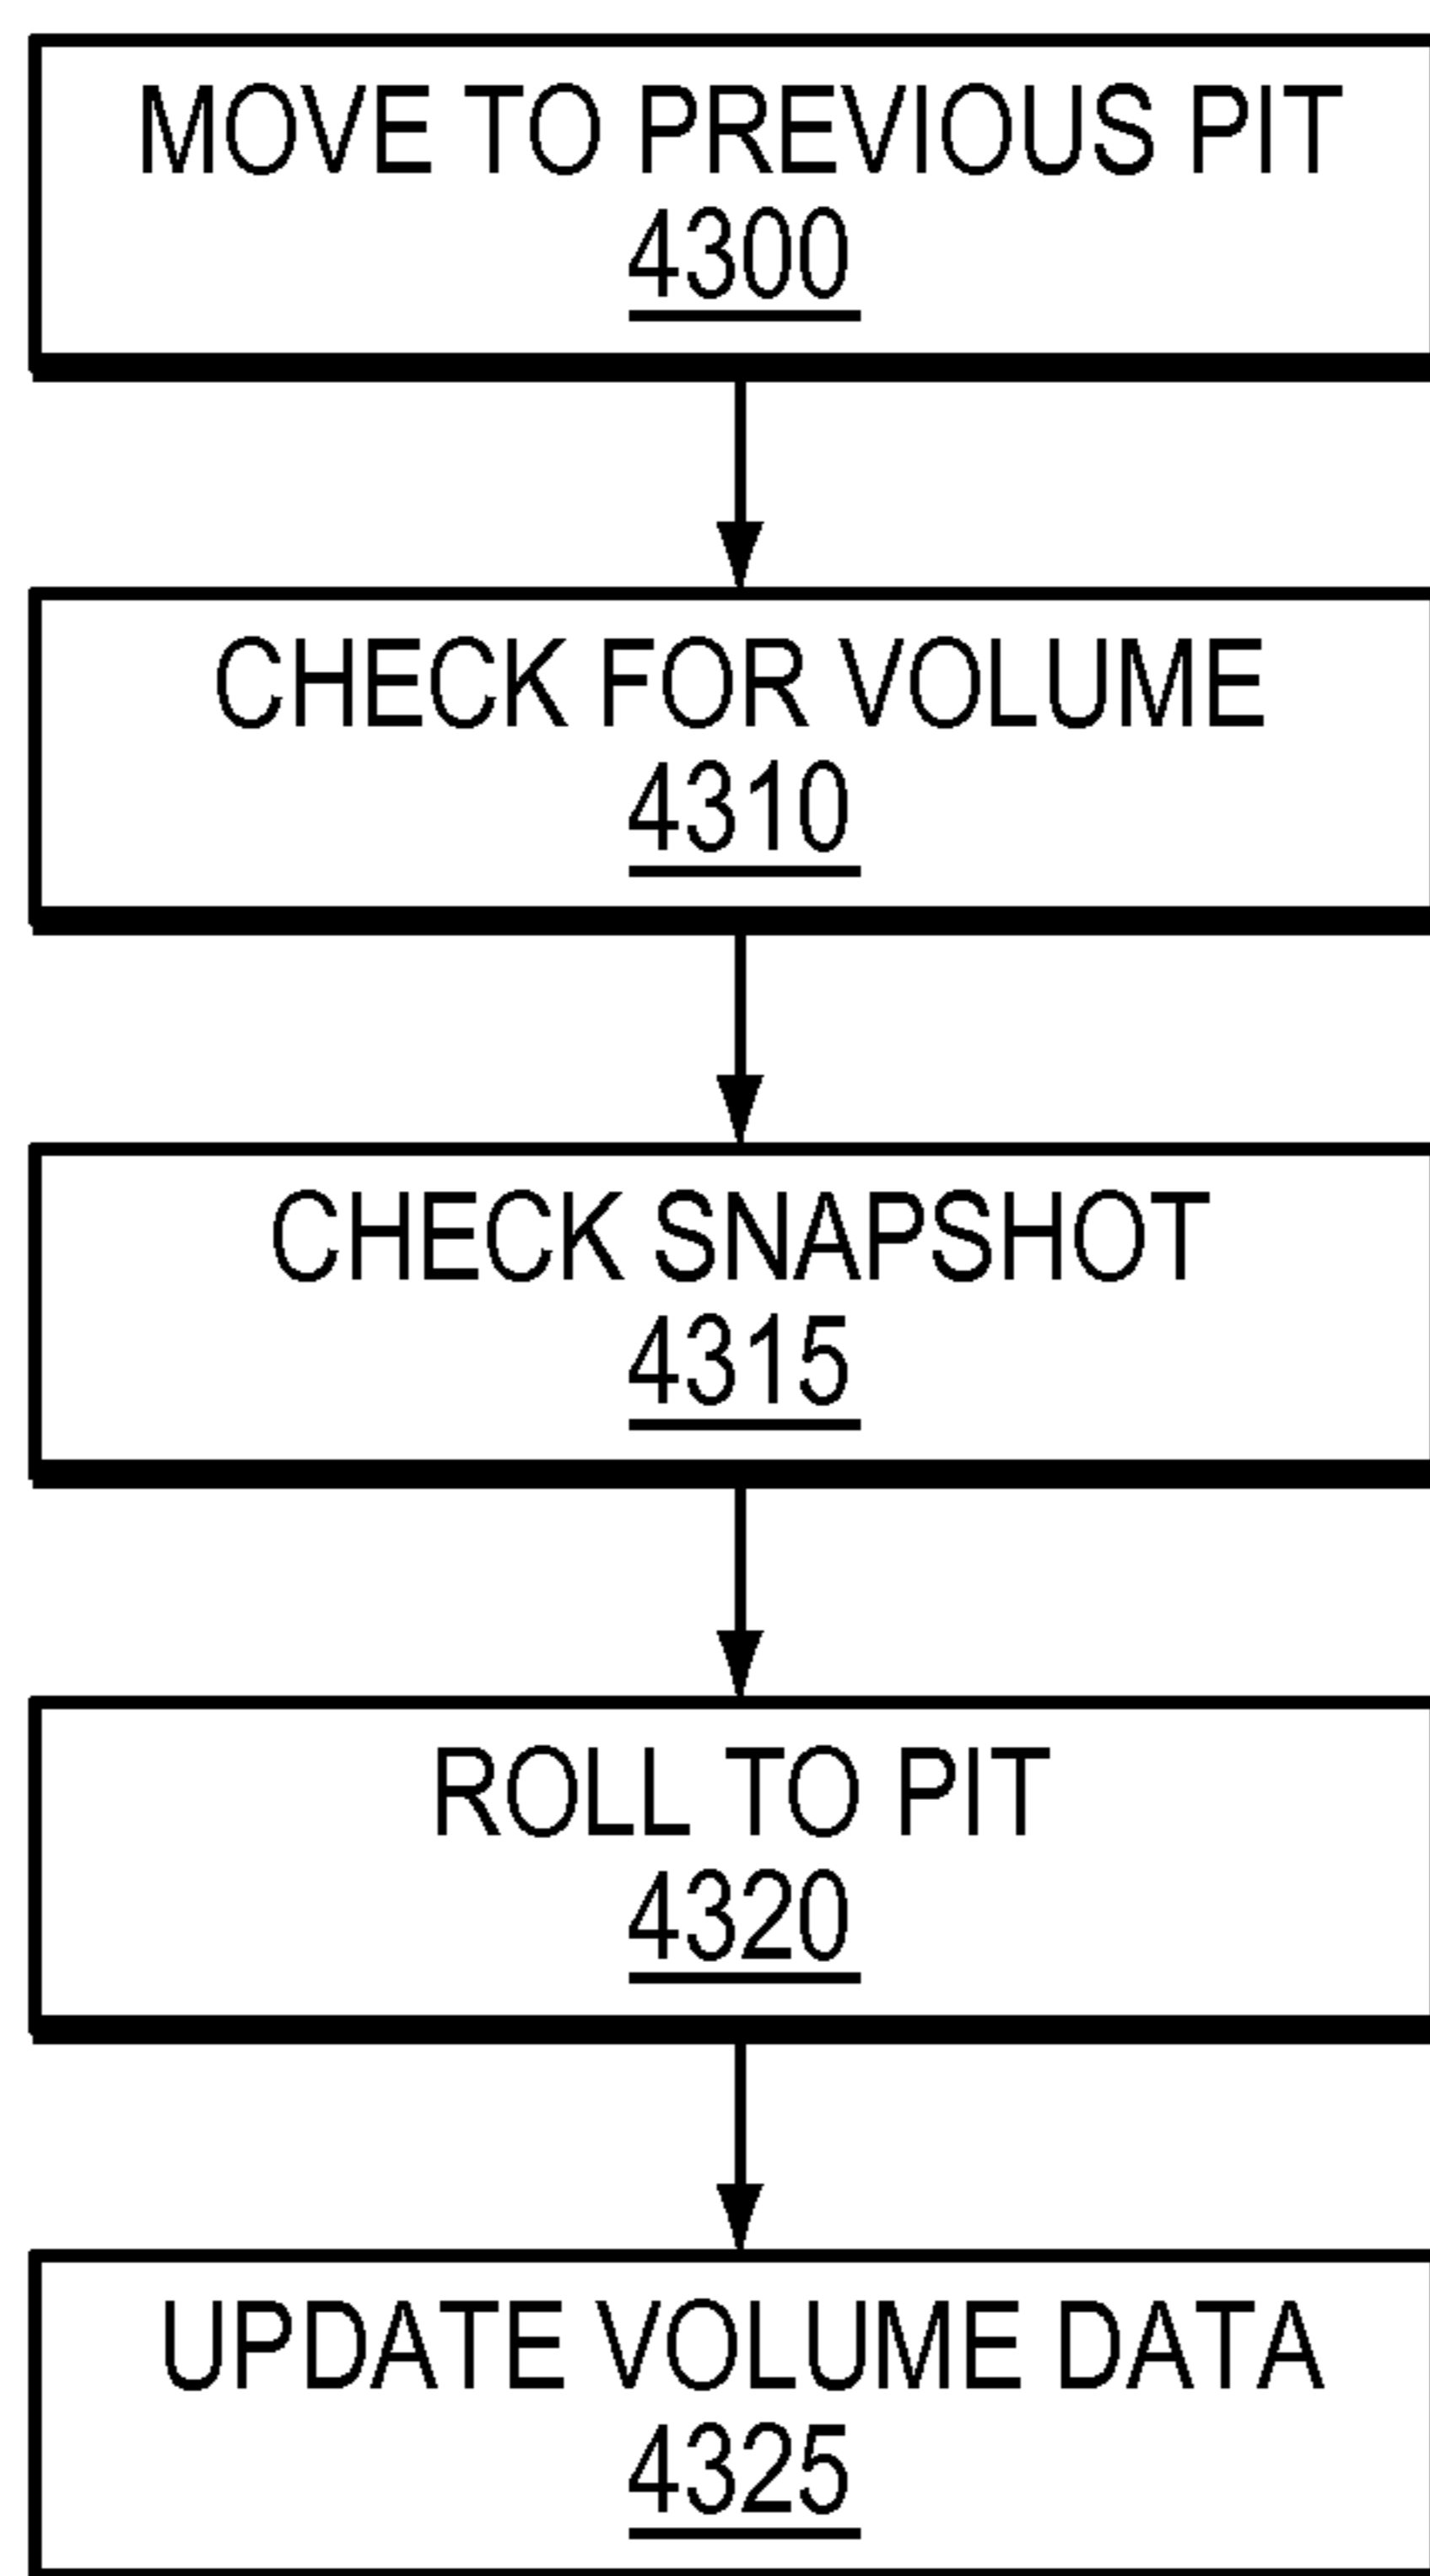 MOVE TO PREVIOUS PIT
4300
CHECK FOR VOLUME
4310
CHECK SNAPSHOT
4315
ROLL TO PIT
4320
UPDATE VOLUME DATA
4325